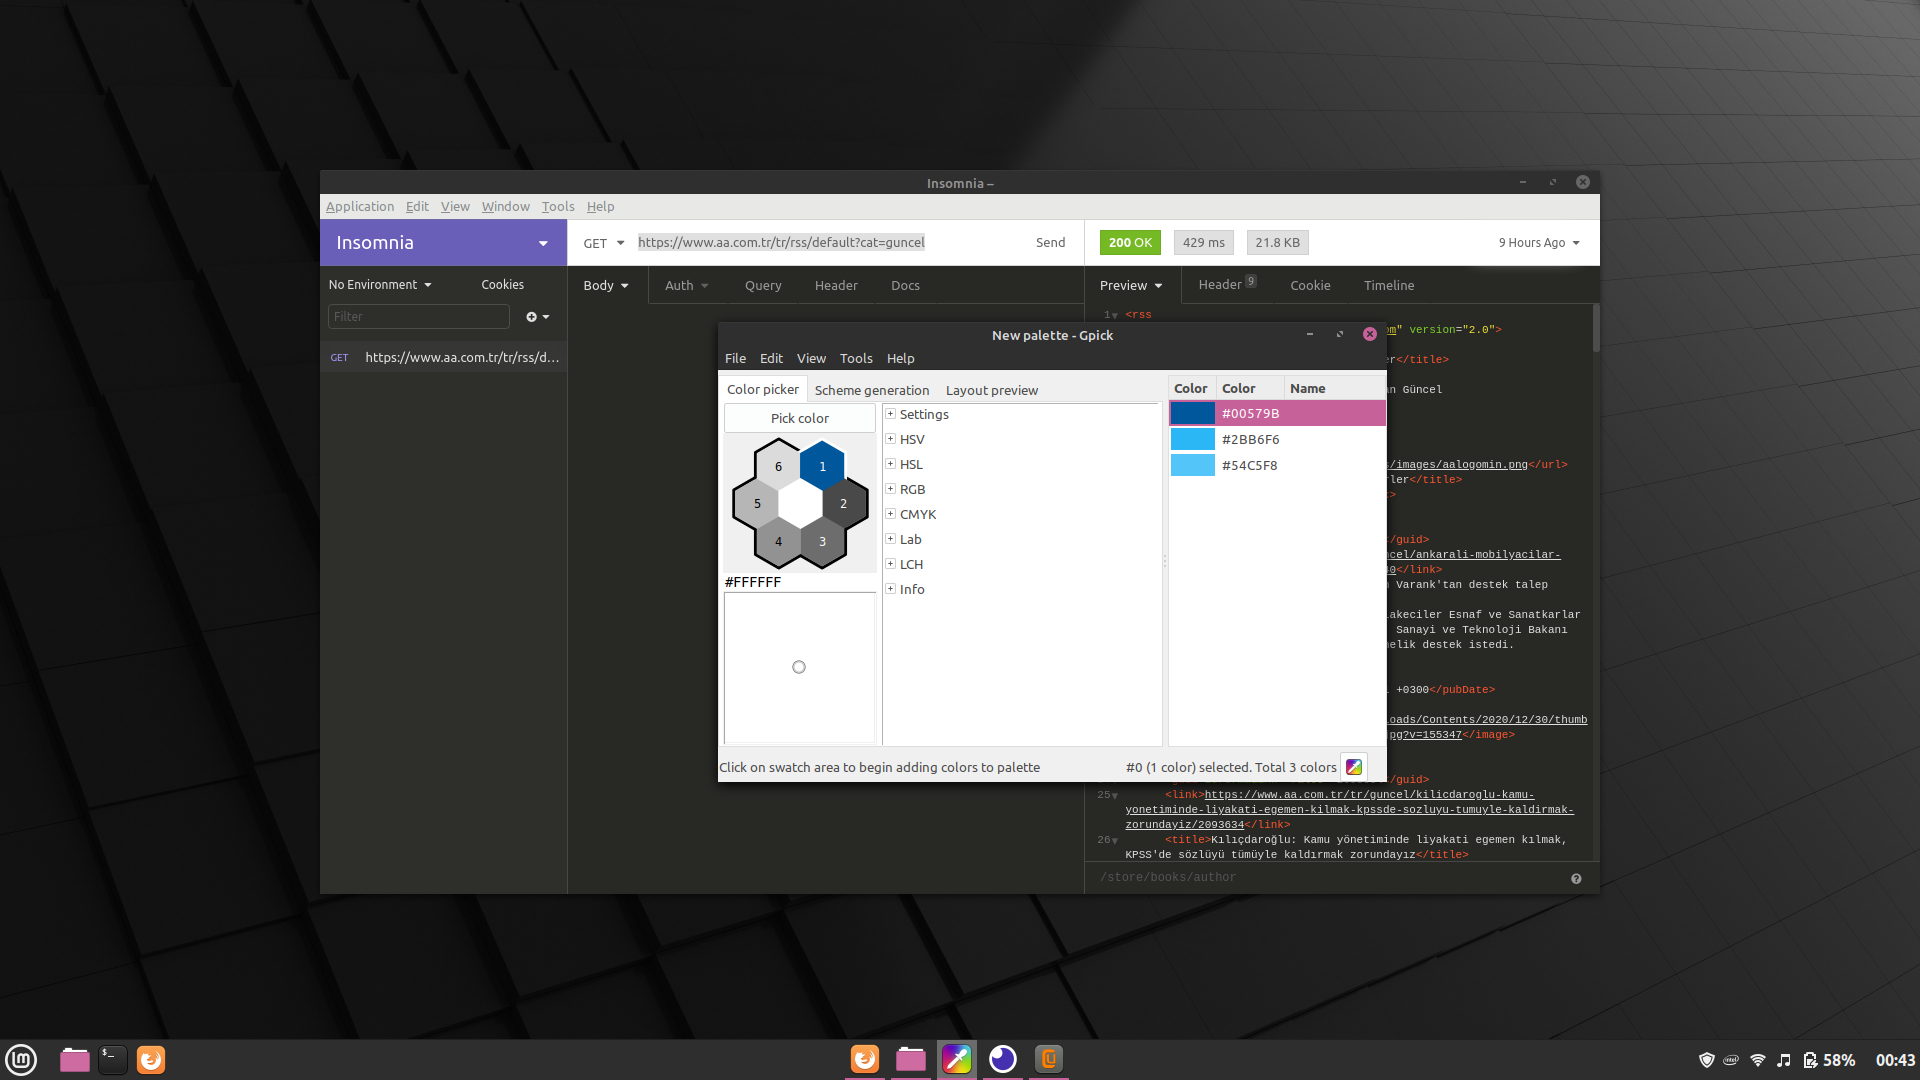 Insomnia –
Application Edit View Window Tools Help
Insomnia
GET https://www.aa.com.tr/tr/rss/default?cat=guncel Send
200 OK 429 ms 21.8 KB 9 Hours Ago
No Environment Cookies
Body Auth Query Header Docs
Preview Header 9 Cookie Timeline
Filter
GET https://www.aa.com.tr/tr/rss/d...
1 <rss
om" version="2.0">
er</title>
an Güncel
s/images/aalogomin.png</url>
rler</title>
>
</guid>
ncel/ankarali-mobilyacilar-
</link>
Varank'tan destek talep
akeciler Esnaf ve Sanatkarlar
Sanayi ve Teknoloji Bakanı
melik destek istedi.
+0300</pubDate>
loads/Contents/2020/12/30/thumb
pg?v=155347</image>
</guid>
25 <link>https://www.aa.com.tr/tr/guncel/kilicdaroglu-kamu-
yonetiminde-liyakati-egemen-kilmak-kpssde-sozluyu-tumuyle-kaldirmak-
zorundayiz/2093634</link>
26 <title>Kılıçdaroğlu: Kamu yönetiminde liyakati egemen kılmak,
KPSS'de sözlüyü tümüyle kaldırmak zorundayız</title>
/store/books/author
New palette - Gpick
File Edit View Tools Help
Color picker Scheme generation Layout preview
Pick color
6 1
5 2
4 3
#FFFFFF
Settings
HSV
HSL
RGB
CMYK
Lab
LCH
Info
Color Color Name
#00579B
#2BB6F6
#54C5F8
Click on swatch area to begin adding colors to palette
#0 (1 color) selected. Total 3 colors
58% 00:43